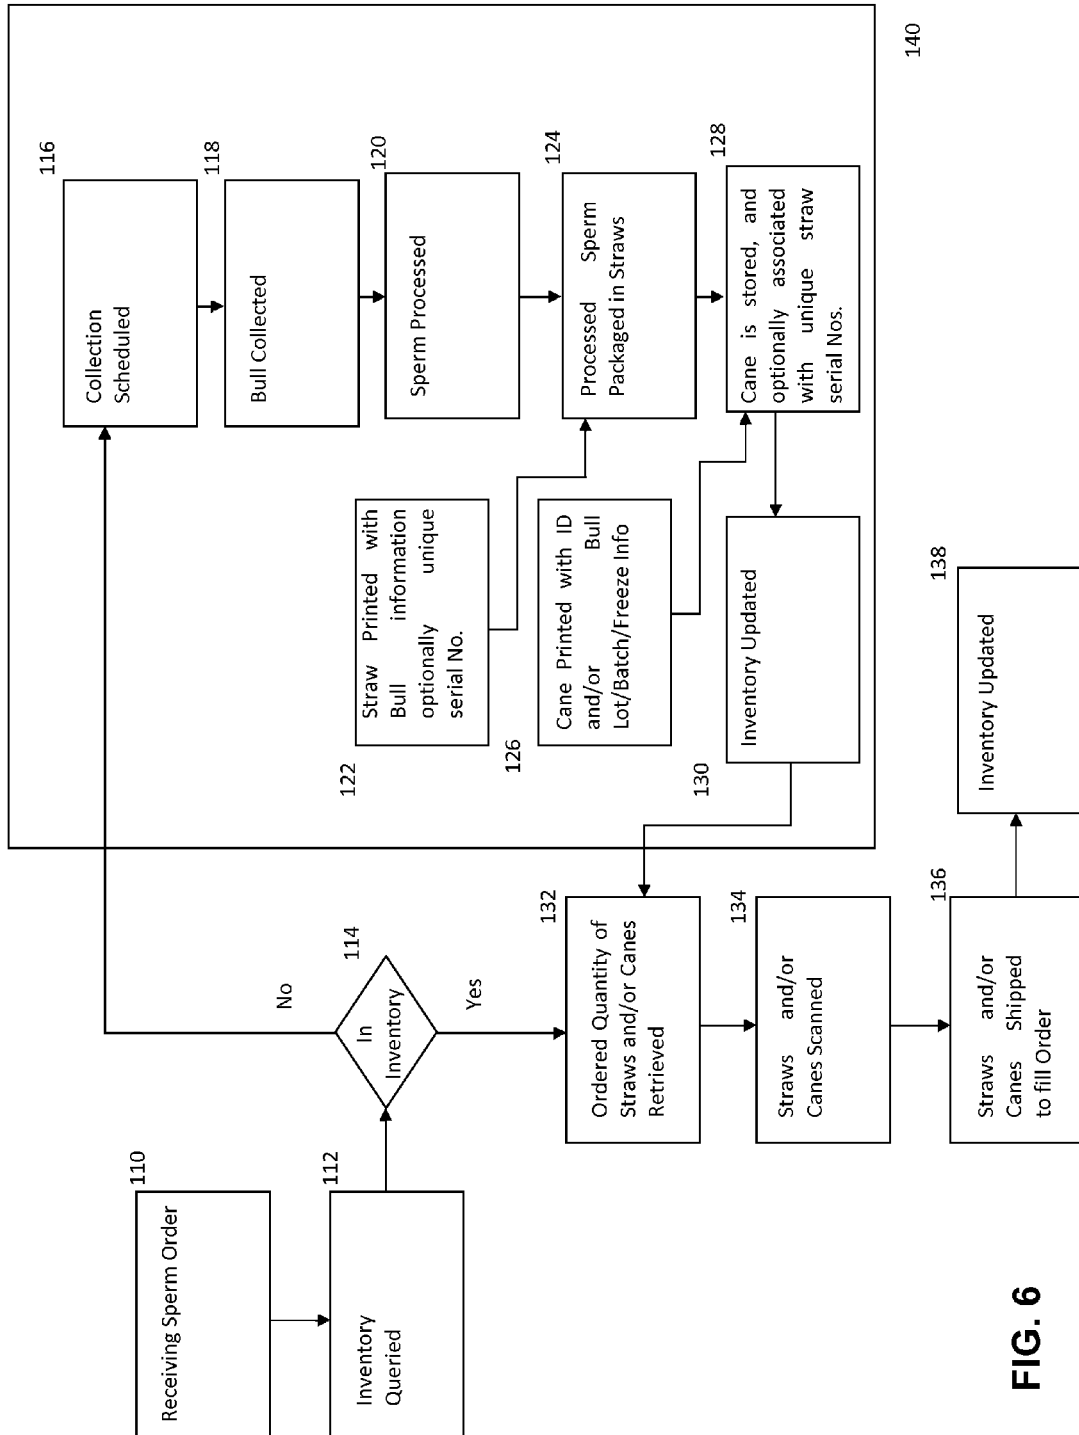 110
Receiving Sperm Order
112
Inventory
Queried
114
In
Inventory
No
Yes
116
Collection
Scheduled
118
Bull Collected
120
Sperm Processed
122
Straw Printed with
Bull information
optionally unique
serial No.
124
Processed Sperm
Packaged in Straws
126
Cane Printed with ID
and/or Bull
Lot/Batch/Freeze Info
128
Cane is stored, and
optionally associated
with unique straw
serial Nos.
130
Inventory Updated
140
132
Ordered Quantity of
Straws and/or Canes
Retrieved
134
Straws and/or
Canes Scanned
136
Straws and/or
Canes Shipped
to fill Order
138
Inventory Updated
FIG. 6